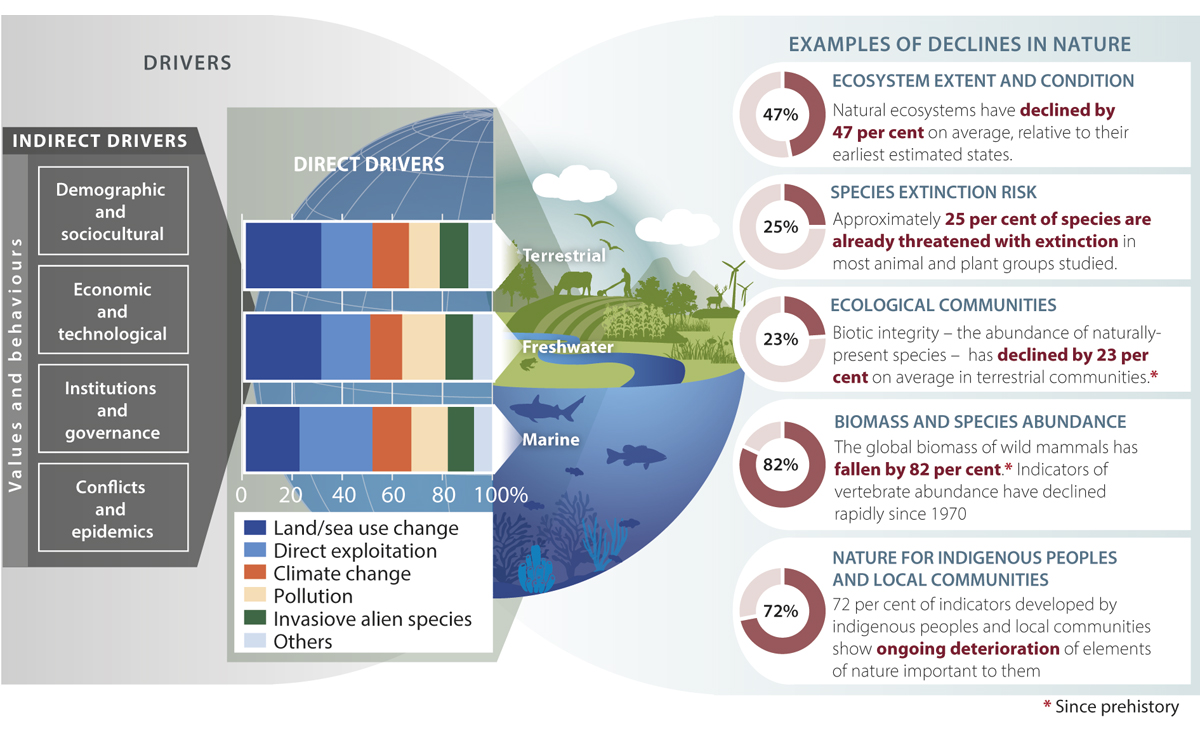 DRIVERS
INDIRECT DRIVERS
Values and behaviours
Demographic
and
sociocultural
Economic
and
technological
Institutions
and
governance
Conflicts
and
epidemics
DIRECT DRIVERS
Terrestrial
Freshwater
Marine
0 20 40 60 80 100%
Land/sea use change
Direct exploitation
Climate change
Pollution
Invasiove alien species
Others
EXAMPLES OF DECLINES IN NATURE
47%
ECOSYSTEM EXTENT AND CONDITION
Natural ecosystems have declined by
47 per cent on average, relative to their
earliest estimated states.
25%
SPECIES EXTINCTION RISK
Approximately 25 per cent of species are
already threatened with extinction in
most animal and plant groups studied.
23%
ECOLOGICAL COMMUNITIES
Biotic integrity – the abundance of naturally-
present species – has declined by 23 per
cent on average in terrestrial communities.*
82%
BIOMASS AND SPECIES ABUNDANCE
The global biomass of wild mammals has
fallen by 82 per cent.* Indicators of
vertebrate abundance have declined
rapidly since 1970
72%
NATURE FOR INDIGENOUS PEOPLES
AND LOCAL COMMUNITIES
72 per cent of indicators developed by
indigenous peoples and local communities
show ongoing deterioration of elements
of nature important to them
* Since prehistory